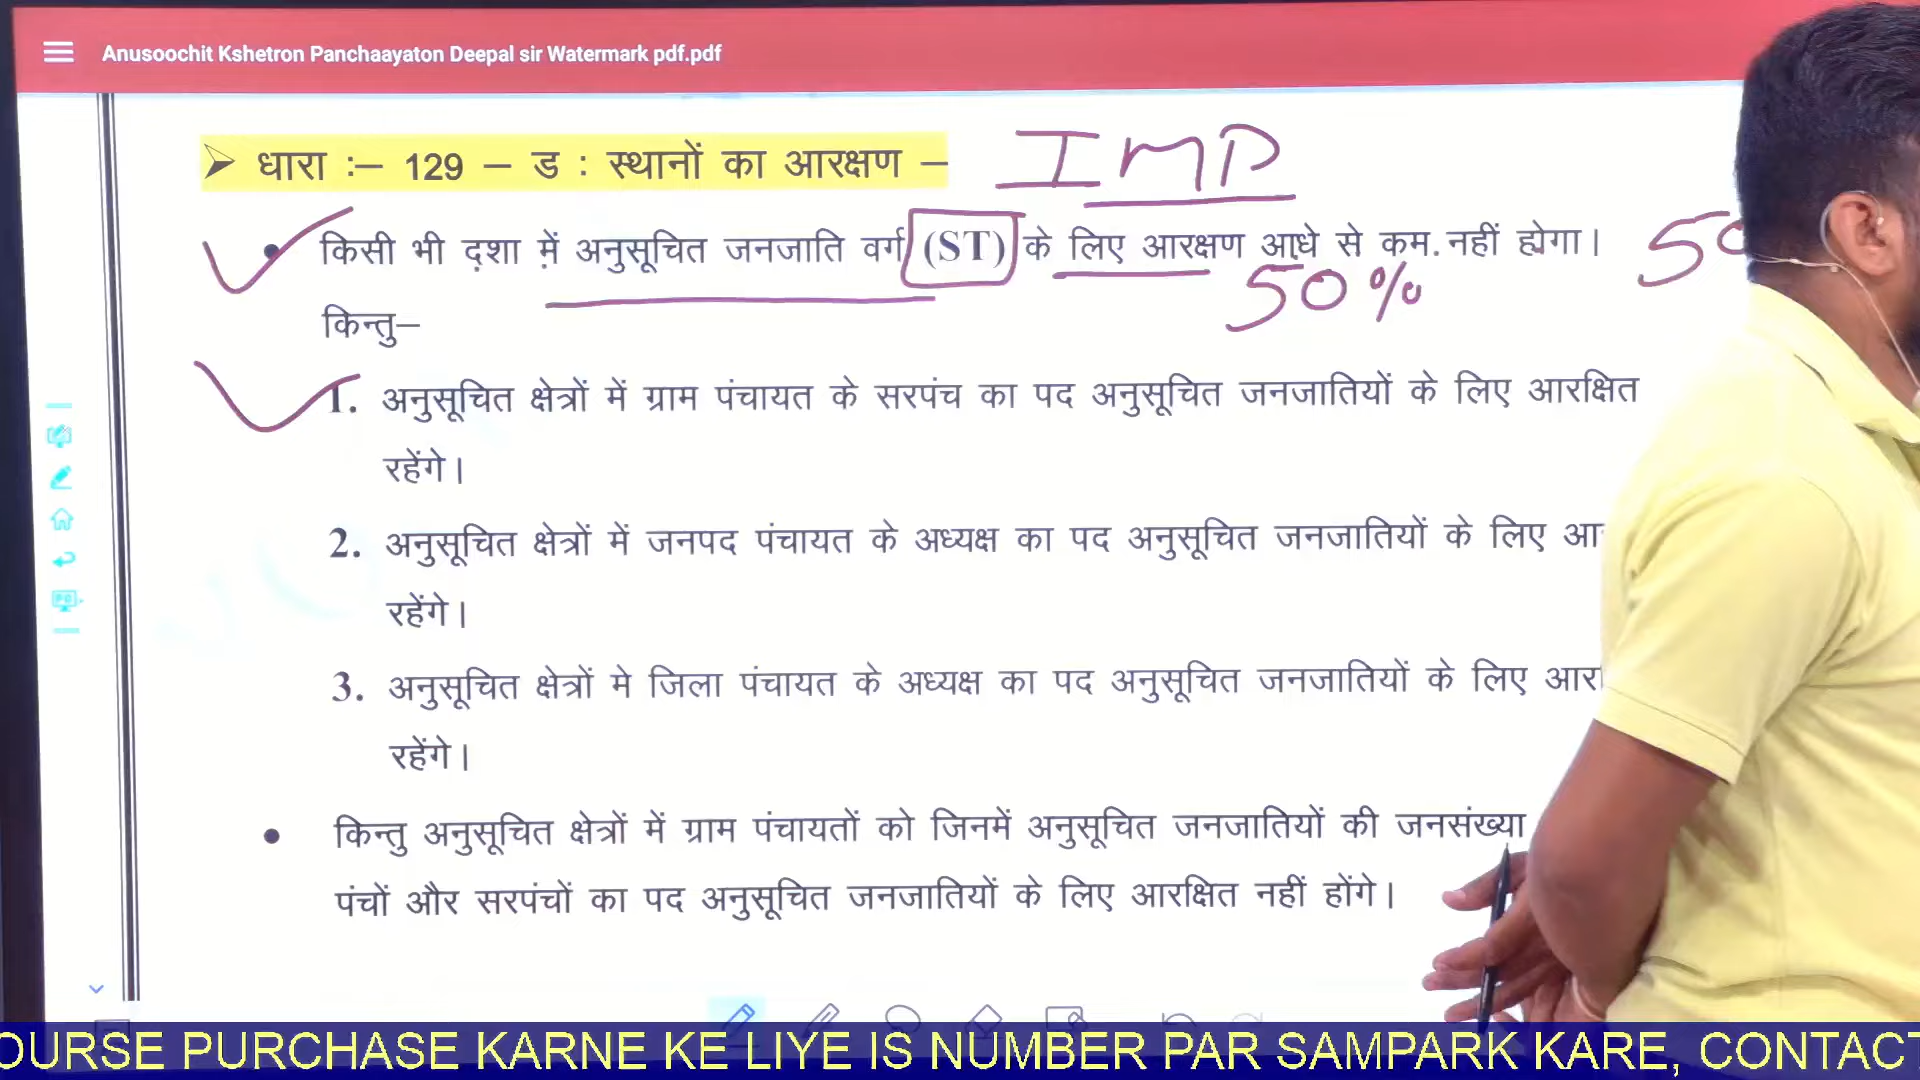 Anusoochit Kshetron Panchaayaton Deepal sir Watermark pdf.pdf
➢ धारा :– 129 – ड : स्थानों का आरक्षण – IMP
• किसी भी दशा में अनुसूचित जनजाति वर्ग (ST) के लिए आरक्षण आधे से कम नहीं होगा।
50%
किन्तु–
1. अनुसूचित क्षेत्रों में ग्राम पंचायत के सरपंच का पद अनुसूचित जनजातियों के लिए आरक्षित
रहेंगे।
2. अनुसूचित क्षेत्रों में जनपद पंचायत के अध्यक्ष का पद अनुसूचित जनजातियों के लिए
रहेंगे।
3. अनुसूचित क्षेत्रों मे जिला पंचायत के अध्यक्ष का पद अनुसूचित जनजातियों के लिए
रहेंगे।
• किन्तु अनुसूचित क्षेत्रों में ग्राम पंचायतों को जिनमें अनुसूचित जनजातियों की जनसंख्या
पंचों और सरपंचों का पद अनुसूचित जनजातियों के लिए आरक्षित नहीं होंगे।
OURSE PURCHASE KARNE KE LIYE IS NUMBER PAR SAMPARK KARE, CONTACT